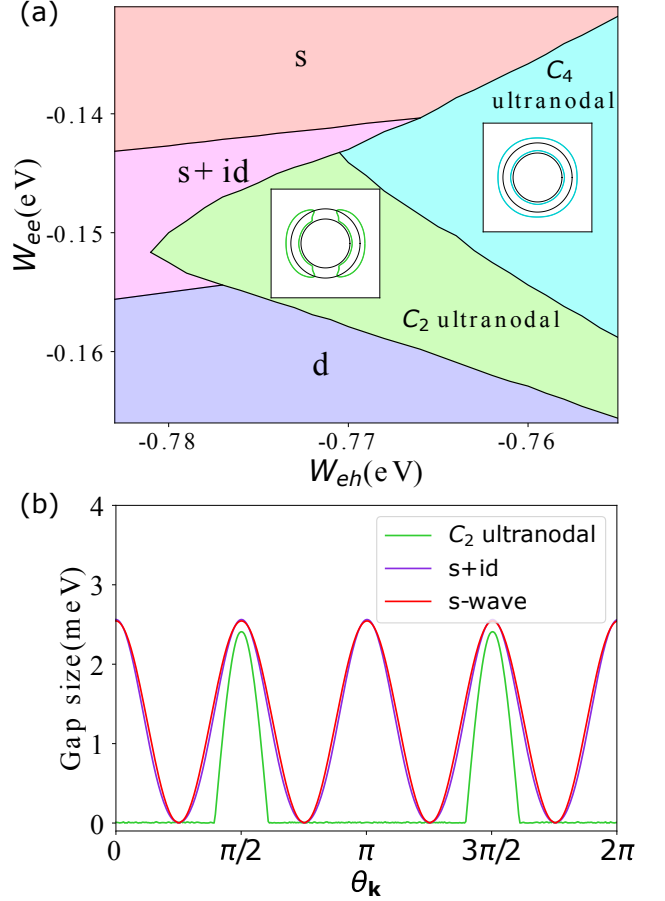 (a)
s
C₄
ultranodal
s+ id
C₂ ultranodal
d
-0.14
-0.15
-0.16
W_ee(eV)
-0.78
-0.77
-0.76
W_eh(eV)
(b)
C₂ ultranodal
s+id
s-wave
4
3
2
1
0
Gap size(meV)
0
π/2
π
3π/2
2π
θ_k